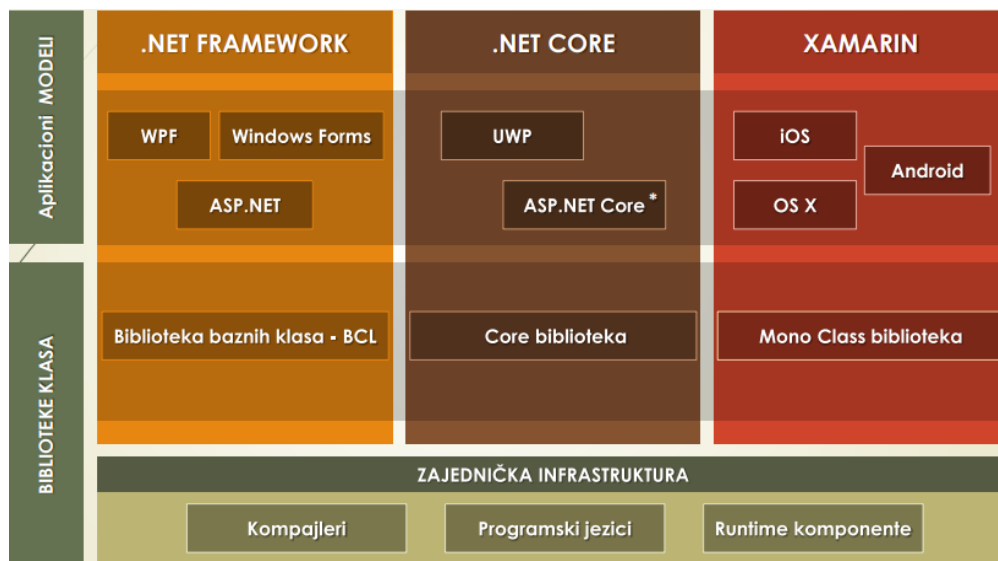 Aplikacioni MODELI
.NET FRAMEWORK
.NET CORE
XAMARIN
WPF
Windows Forms
ASP.NET
UWP
ASP.NET Core *
iOS
Android
OS X
BIBLIOTEKE KLASA
Biblioteka baznih klasa - BCL
Core biblioteka
Mono Class biblioteka
ZAJEDNIČKA INFRASTRUKTURA
Kompajleri
Programski jezici
Runtime komponente